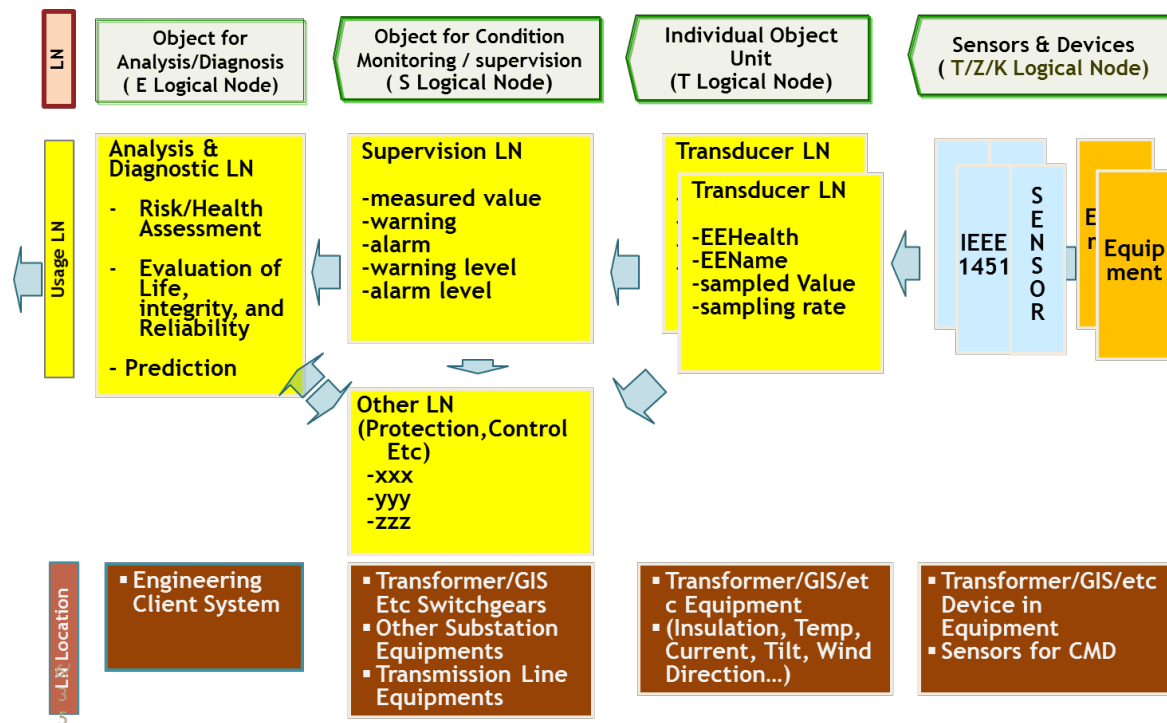 LN
Object for
Analysis/Diagnosis
( E Logical Node)
Object for Condition
Monitoring / supervision
( S Logical Node)
Individual Object
Unit
(T Logical Node)
Sensors & Devices
( T/Z/K Logical Node)
Usage LN
Analysis &
Diagnostic LN
- Risk/Health
Assessment
- Evaluation of
Life,
integrity, and
Reliability
- Prediction
Supervision LN
-measured value
-warning
-alarm
-warning level
-alarm level
Transducer LN
Transducer LN
-EEHealth
-EEName
-sampled Value
-sampling rate
IEEE
1451
SENSOR
Equip
ment
Other LN
(Protection,Control
Etc)
-xxx
-yyy
-zzz
LN Location
▪ Engineering
Client System
▪ Transformer/GIS
Etc Switchgears
▪ Other Substation
Equipments
▪ Transmission Line
Equipments
▪ Transformer/GIS/et
c Equipment
▪ (Insulation, Temp,
Current, Tilt, Wind
Direction…)
▪ Transformer/GIS/etc
Device in
Equipment
▪ Sensors for CMD